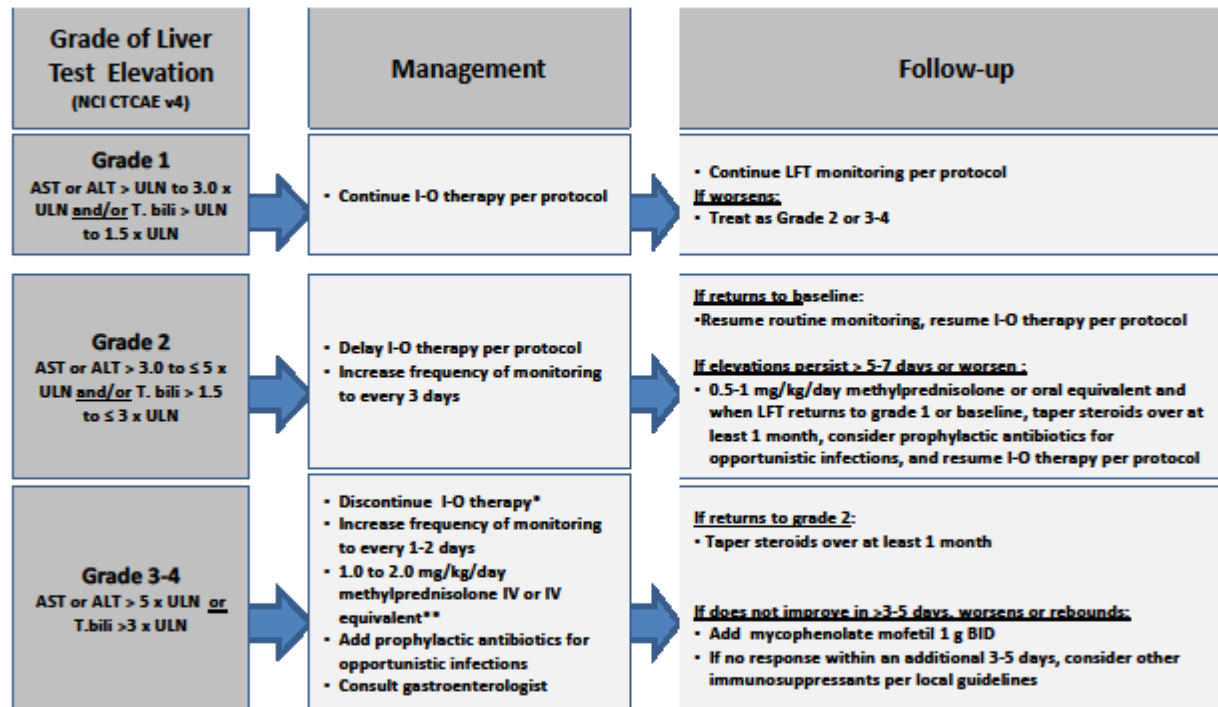 Grade of Liver
Test Elevation
(NCI CTCAE v4)
Management
Follow-up
Grade 1
AST or ALT > ULN to 3.0 x
ULN and/or T. bili > ULN
to 1.5 x ULN
• Continue I-O therapy per protocol
• Continue LFT monitoring per protocol
If worsens:
• Treat as Grade 2 or 3-4
Grade 2
AST or ALT > 3.0 to ≤ 5 x
ULN and/or T. bili > 1.5
to ≤ 3 x ULN
• Delay I-O therapy per protocol
• Increase frequency of monitoring
to every 3 days
If returns to baseline:
•Resume routine monitoring, resume I-O therapy per protocol
If elevations persist > 5-7 days or worsen :
• 0.5-1 mg/kg/day methylprednisolone or oral equivalent and
when LFT returns to grade 1 or baseline, taper steroids over at
least 1 month, consider prophylactic antibiotics for
opportunistic infections, and resume I-O therapy per protocol
Grade 3-4
AST or ALT > 5 x ULN or
T.bili >3 x ULN
• Discontinue I-O therapy*
• Increase frequency of monitoring
to every 1-2 days
• 1.0 to 2.0 mg/kg/day
methylprednisolone IV or IV
equivalent**
• Add prophylactic antibiotics for
opportunistic infections
• Consult gastroenterologist
If returns to grade 2:
• Taper steroids over at least 1 month
If does not improve in >3-5 days, worsens or rebounds:
• Add mycophenolate mofetil 1 g BID
• If no response within an additional 3-5 days, consider other
immunosuppressants per local guidelines